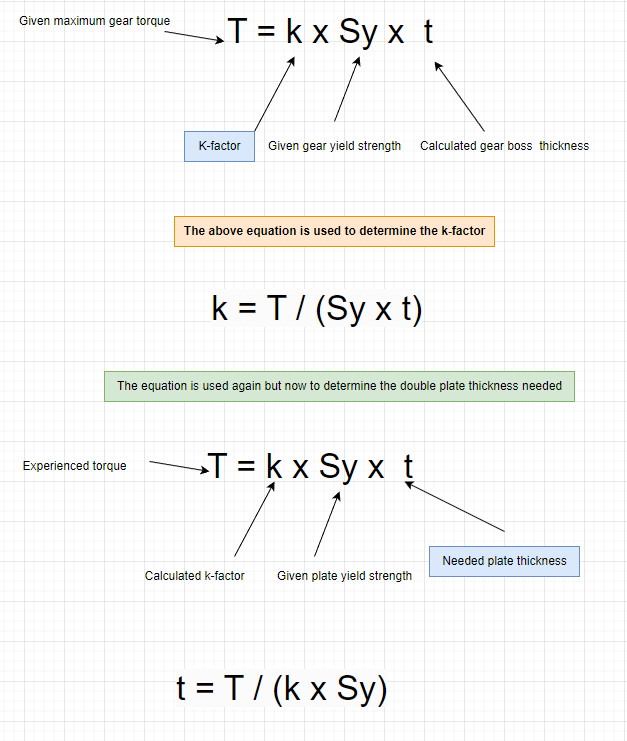 Given maximum gear torque
T = k x Sy x t
K-factor
Given gear yield strength
Calculated gear boss thickness
The above equation is used to determine the k-factor
k = T / (Sy x t)
The equation is used again but now to determine the double plate thickness needed
Experienced torque
T = k x Sy x t
Calculated k-factor
Given plate yield strength
Needed plate thickness
t = T / (k x Sy)